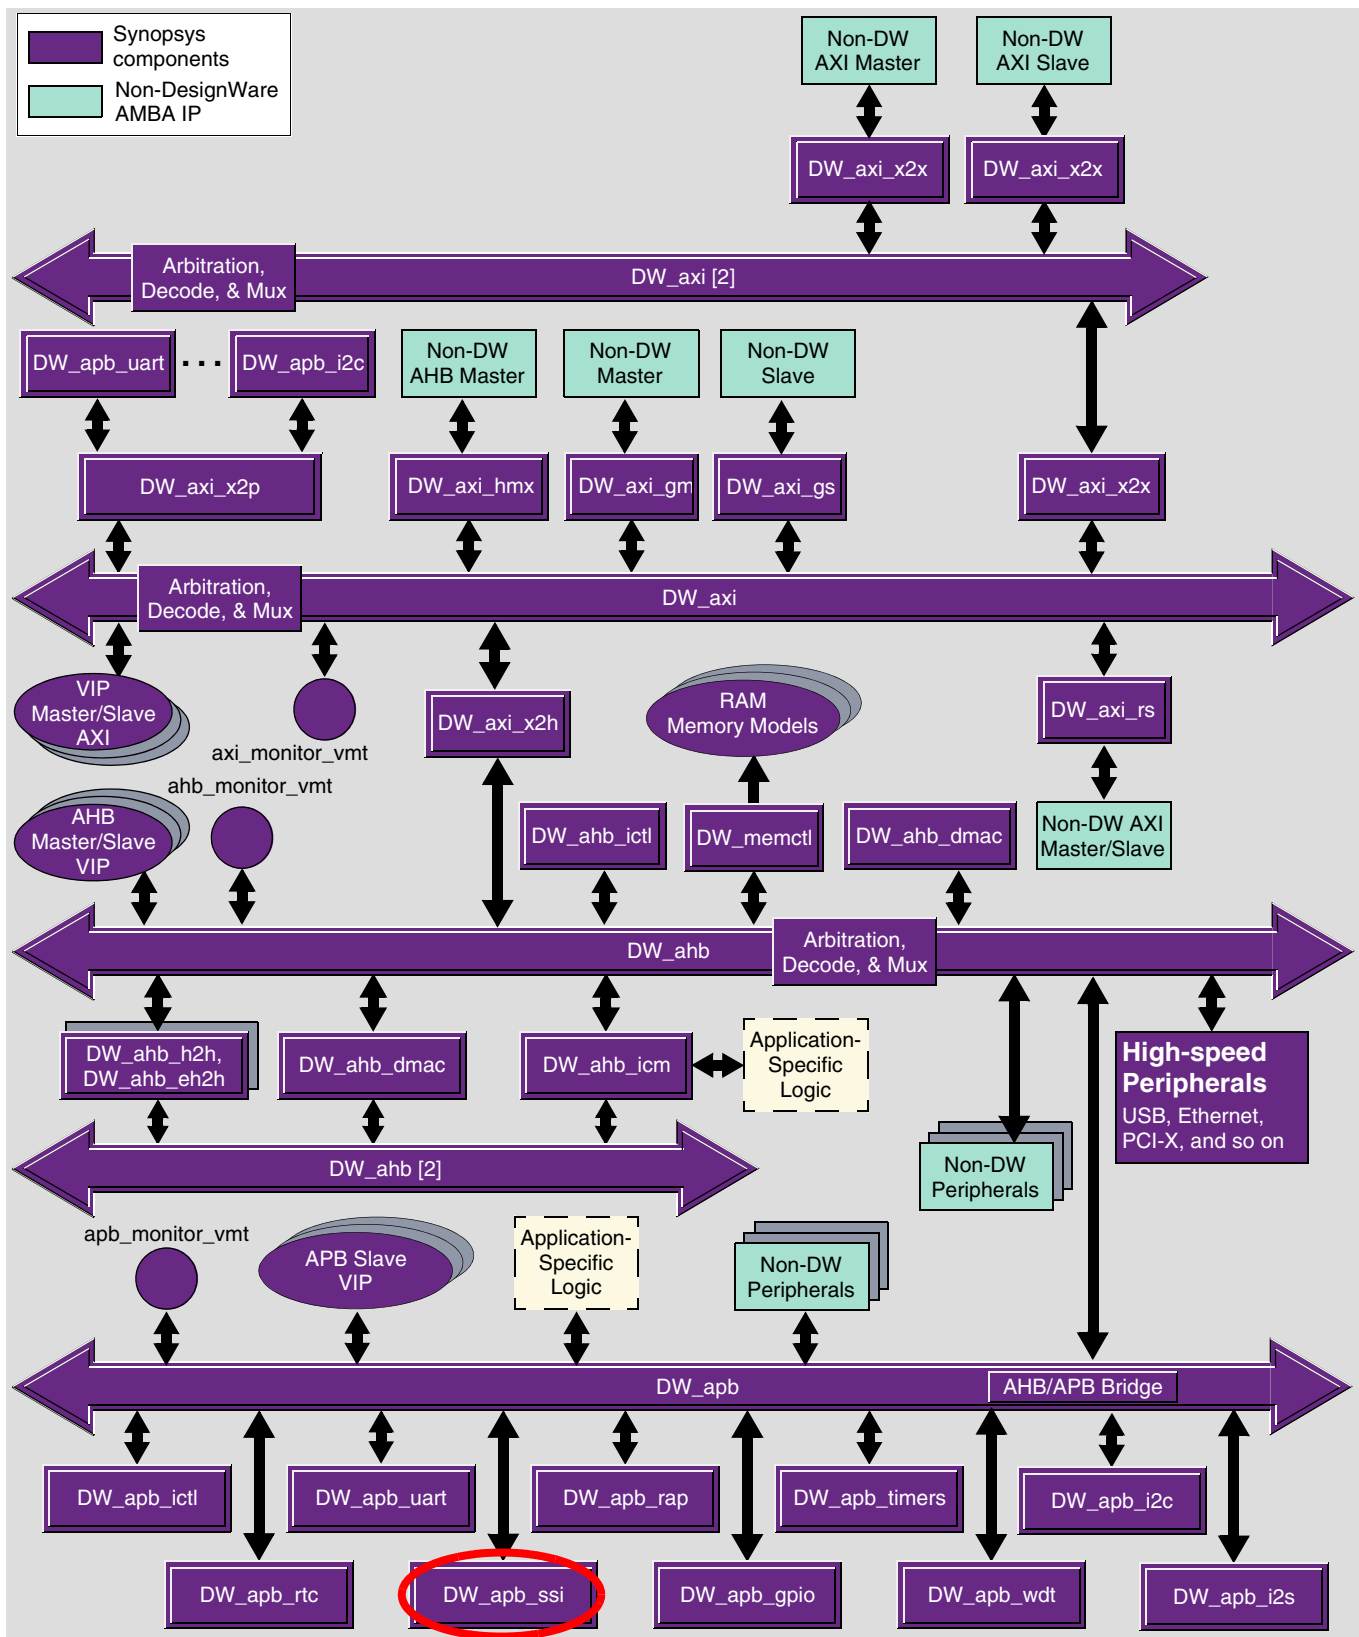 Synopsys
components
Non-DesignWare
AMBA IP
Non-DW
AXI Master
Non-DW
AXI Slave
DW_axi_x2x
DW_axi_x2x
Arbitration,
Decode, & Mux
DW_axi [2]
DW_apb_uart
. . .
DW_apb_i2c
Non-DW
AHB Master
Non-DW
Master
Non-DW
Slave
DW_axi_x2p
DW_axi_hmx
DW_axi_gm
DW_axi_gs
DW_axi_x2x
Arbitration,
Decode, & Mux
DW_axi
VIP
Master/Slave
AXI
axi_monitor_vmt
DW_axi_x2h
RAM
Memory Models
DW_axi_rs
ahb_monitor_vmt
AHB
Master/Slave
VIP
DW_ahb_ictl
DW_memctl
DW_ahb_dmac
Non-DW AXI
Master/Slave
DW_ahb
Arbitration,
Decode, & Mux
DW_ahb_h2h,
DW_ahb_eh2h
DW_ahb_dmac
DW_ahb_icm
Application-
Specific
Logic
High-speed
Peripherals
USB, Ethernet,
PCI-X, and so on
DW_ahb [2]
Non-DW
Peripherals
apb_monitor_vmt
APB Slave
VIP
Application-
Specific
Logic
Non-DW
Peripherals
DW_apb
AHB/APB Bridge
DW_apb_ictl
DW_apb_uart
DW_apb_rap
DW_apb_timers
DW_apb_i2c
DW_apb_rtc
DW_apb_ssi
DW_apb_gpio
DW_apb_wdt
DW_apb_i2s